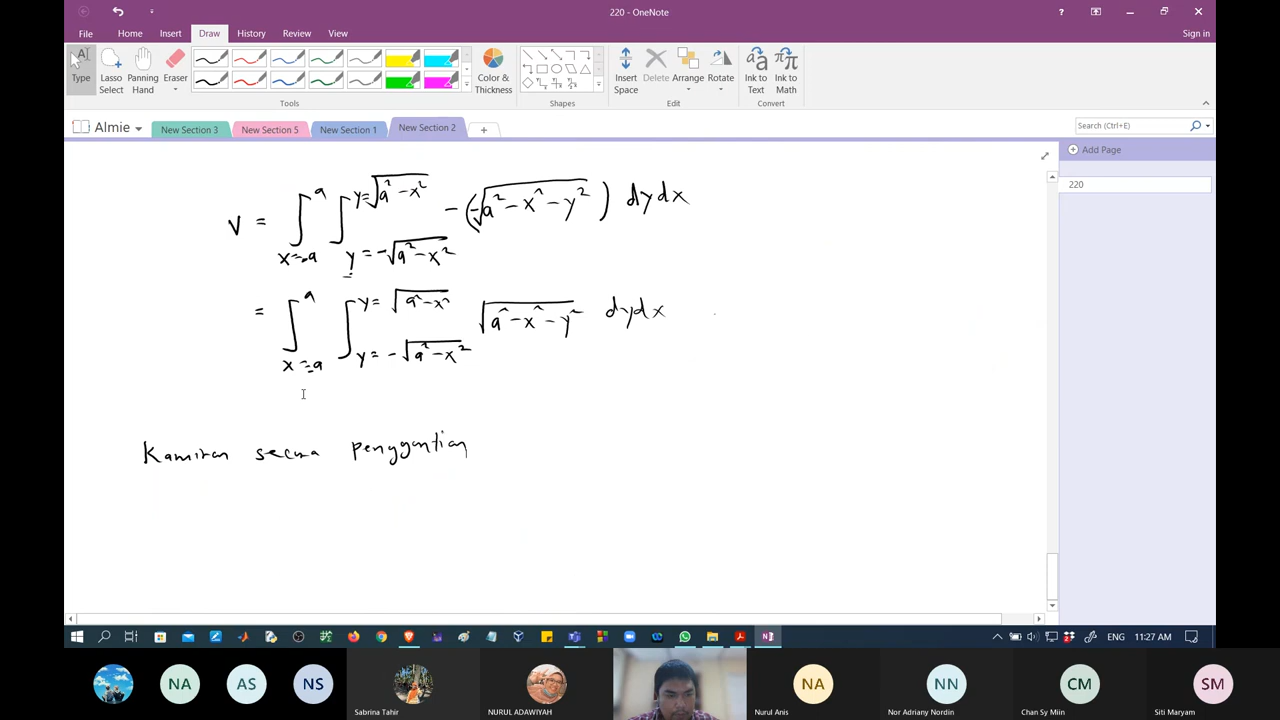 220 - OneNote
File Home Insert Draw History Review View
Sign in
Type
Lasso Select
Panning Hand
Eraser
Color & Thickness
Insert Space
Delete
Arrange
Rotate
Ink to Text
Ink to Math
Tools
Shapes
Edit
Convert
Almie
New Section 3
New Section 5
New Section 1
New Section 2
+
Search (Ctrl+E)
Add Page
220
V = ∫_{x=-a}^{a} ∫_{y=-√(a²-x²)}^{y=√(a²-x²)} -(-√(a²-x²-y²)) dydx
= ∫_{x=-a}^{a} ∫_{y=-√(a²-x²)}^{y=√(a²-x²)} √(a²-x²-y²) dydx
Kamiran secara penggantian
ENG 11:27 AM
NA
AS
NS
Sabrina Tahir
NURUL ADAWIYAH
NA
Nurul Anis
NN
Nor Adriany Nordin
CM
Chan Sy Miin
SM
Siti Maryam